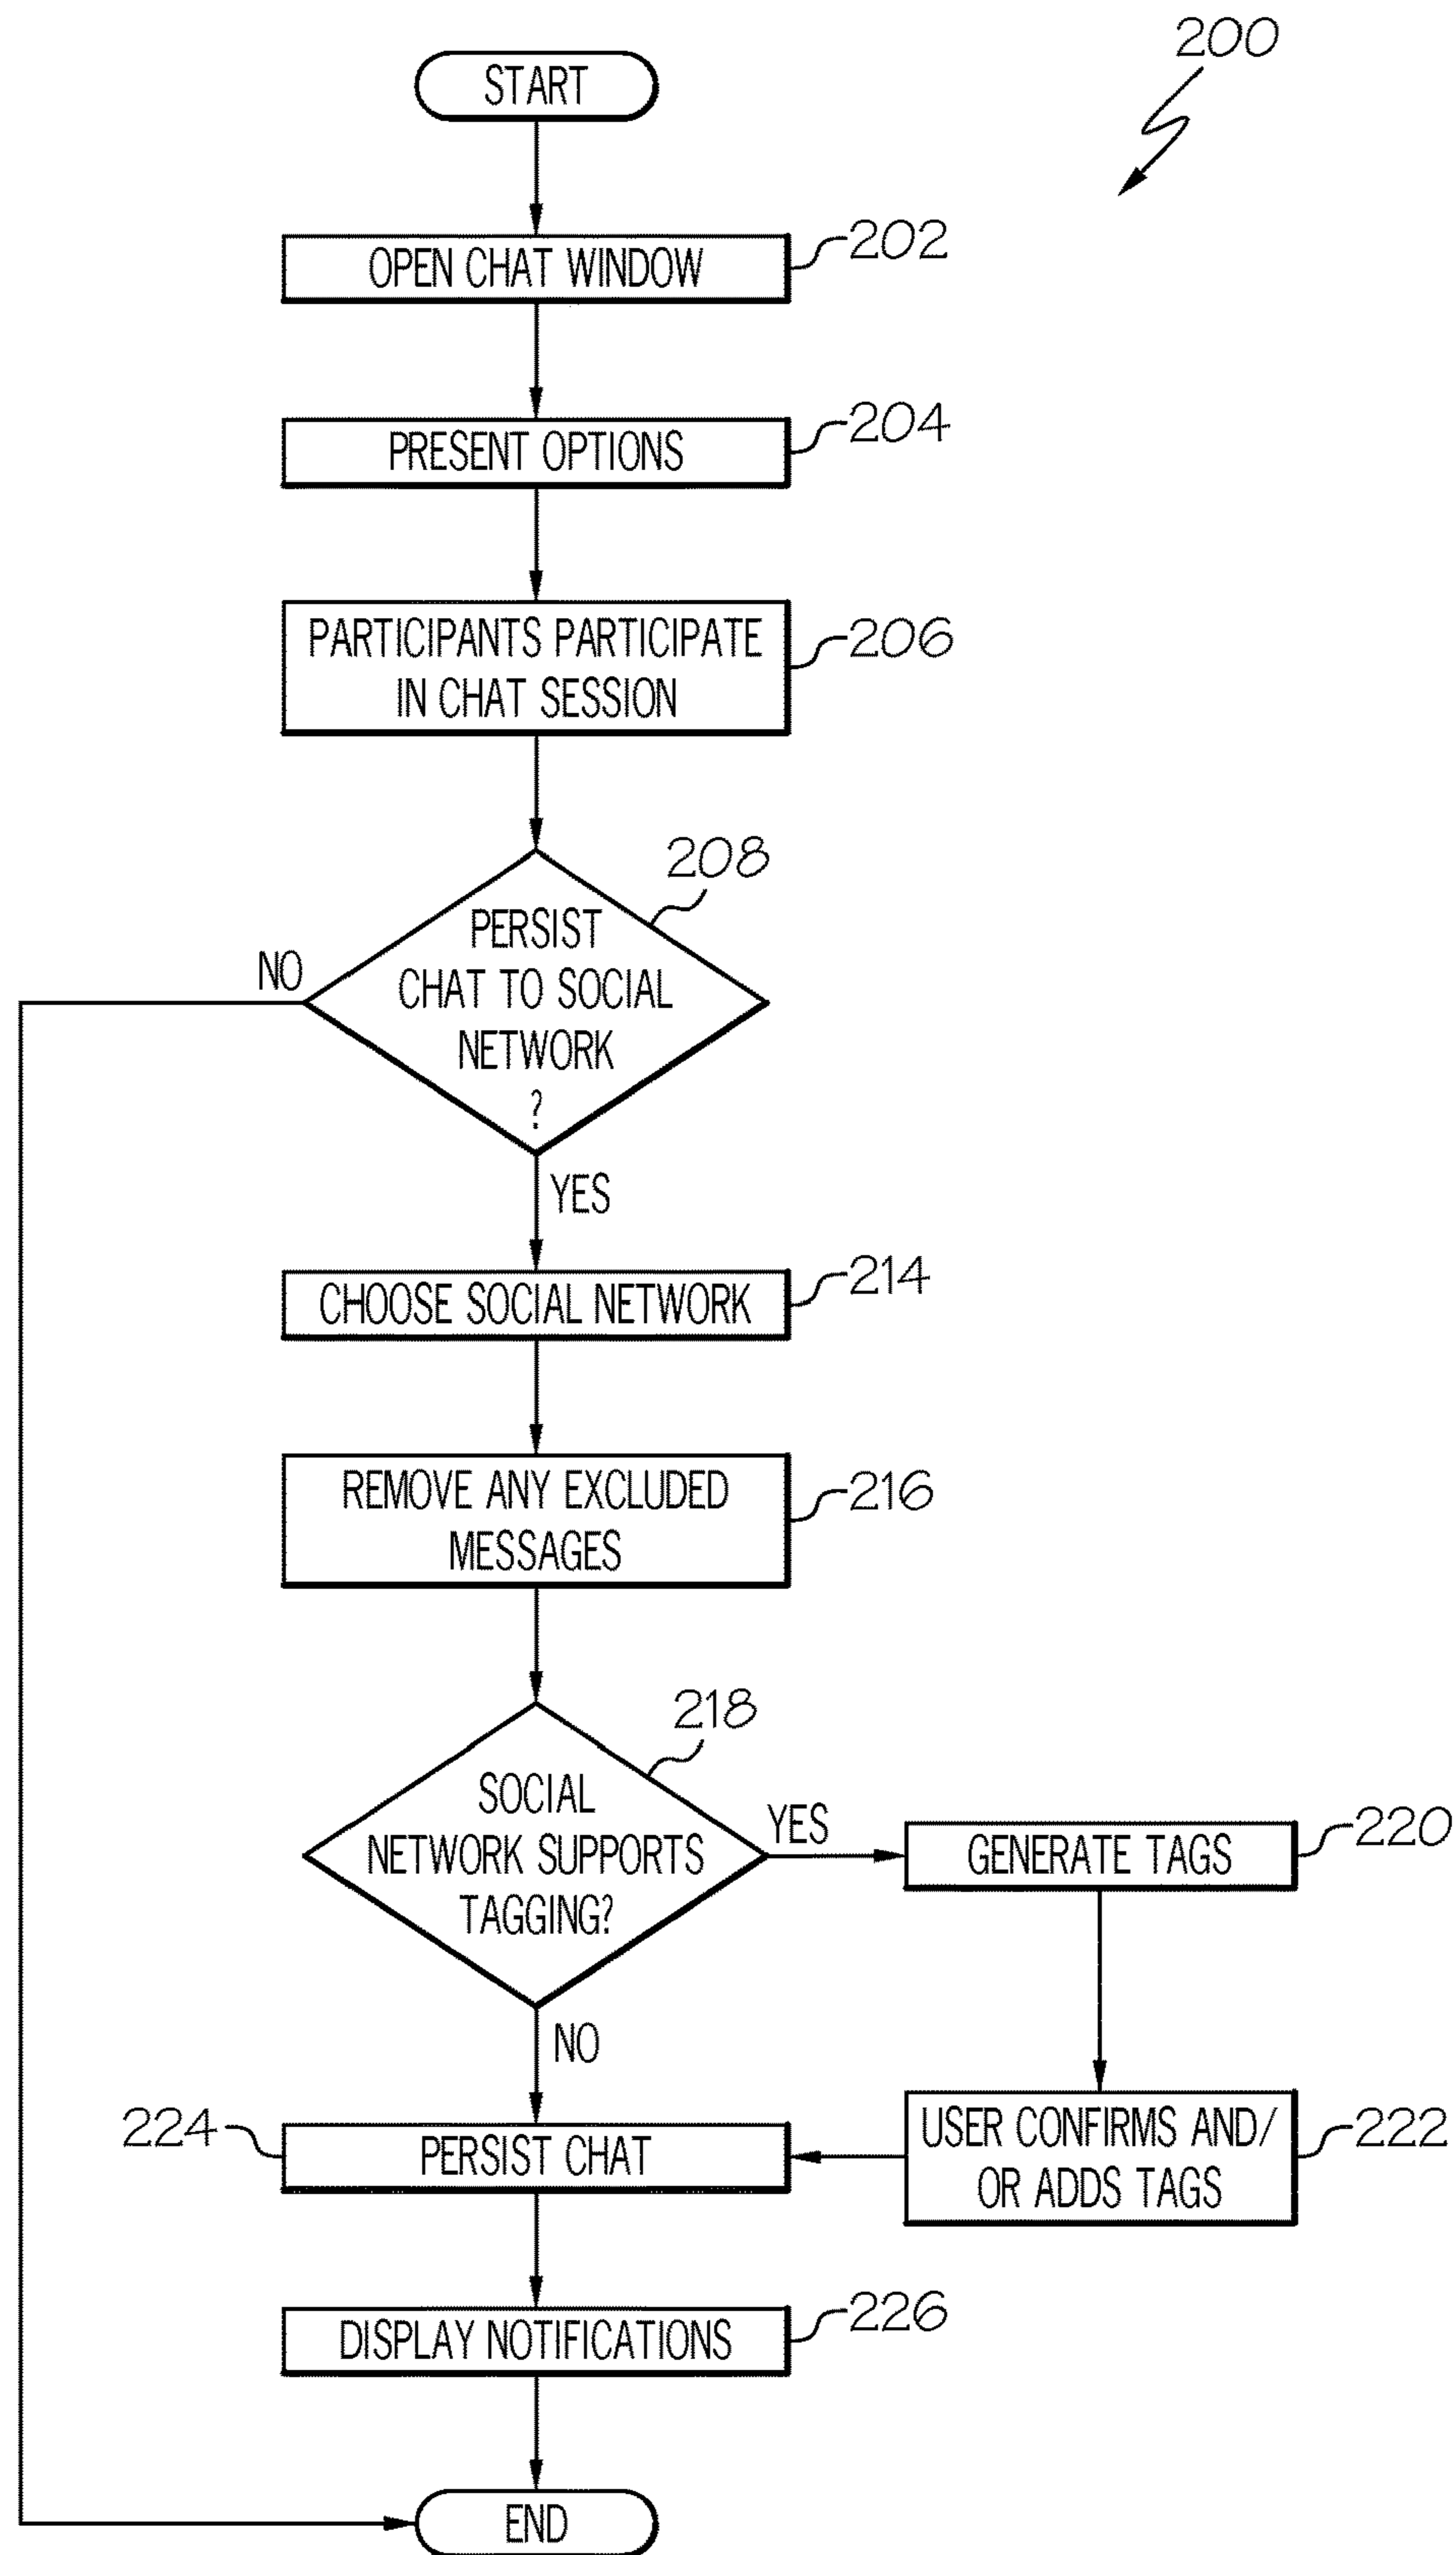 200
START
OPEN CHAT WINDOW
202
PRESENT OPTIONS
204
PARTICIPANTS PARTICIPATE
IN CHAT SESSION
206
208
PERSIST
CHAT TO SOCIAL
NETWORK
?
NO
YES
CHOOSE SOCIAL NETWORK
214
REMOVE ANY EXCLUDED
MESSAGES
216
218
SOCIAL
NETWORK SUPPORTS
TAGGING?
YES
GENERATE TAGS
220
NO
224
PERSIST CHAT
USER CONFIRMS AND/
OR ADDS TAGS
222
DISPLAY NOTIFICATIONS
226
END